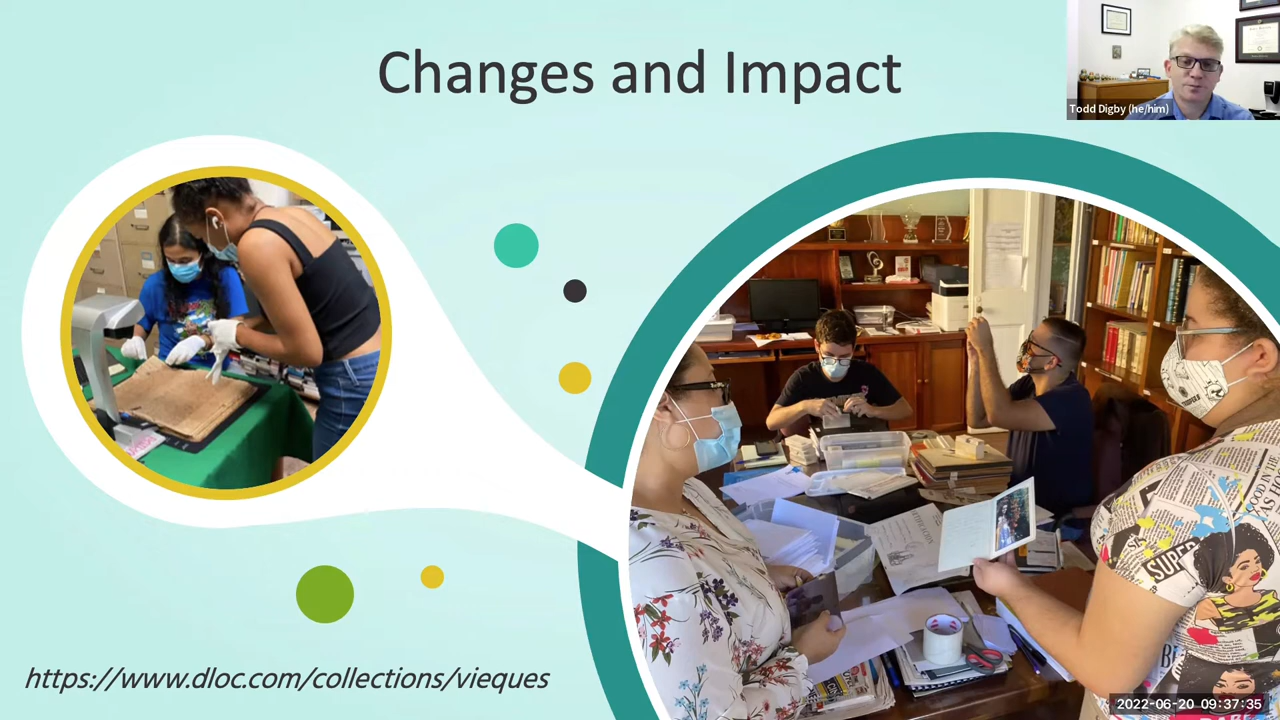 Changes and Impact
Todd Digby (he/him)
https://www.dloc.com/collections/vieques
SUPER
2022-06-20 09:37:35